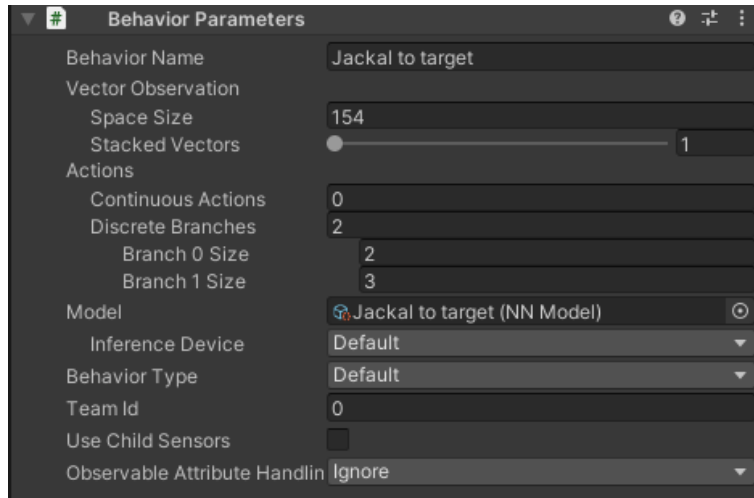 Behavior Parameters
Behavior Name Jackal to target
Vector Observation
Space Size 154
Stacked Vectors 1
Actions
Continuous Actions 0
Discrete Branches 2
Branch 0 Size 2
Branch 1 Size 3
Model Jackal to target (NN Model)
Inference Device Default
Behavior Type Default
Team Id 0
Use Child Sensors
Observable Attribute Handlin Ignore